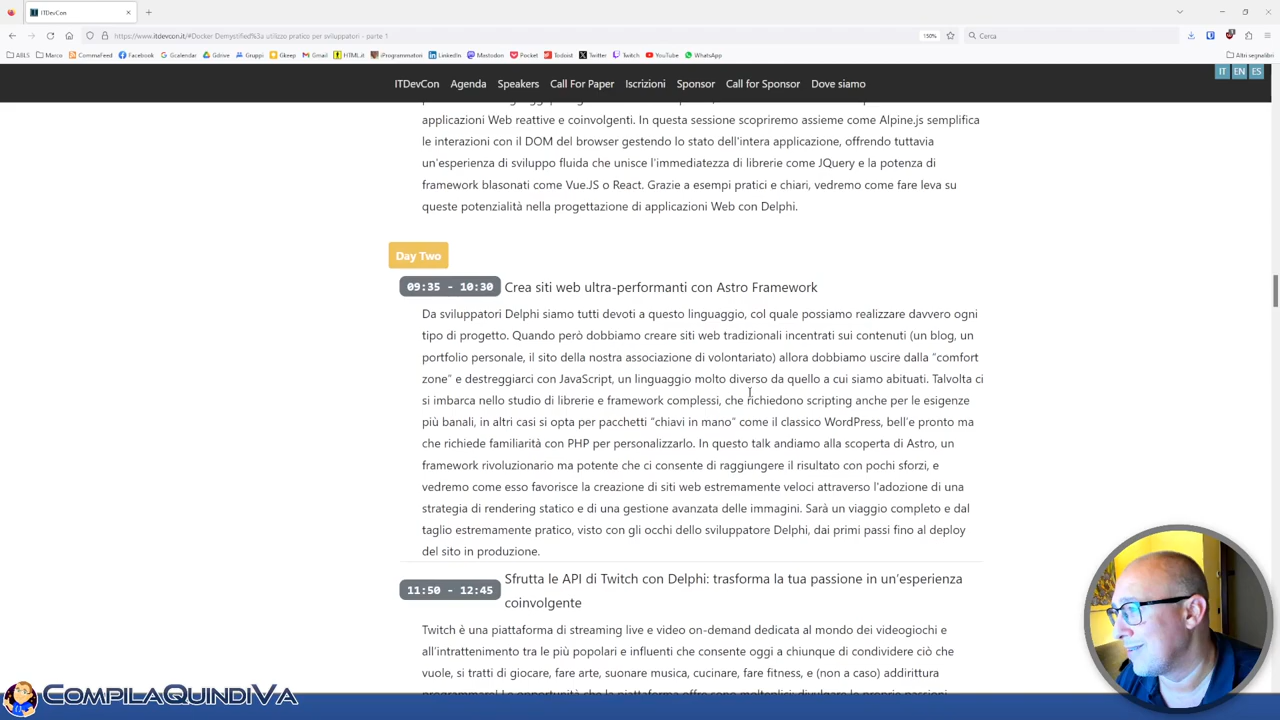 ITDevCon
https://www.itdevcon.it/#Docker Demystified%3a utilizzo pratico per sviluppatori - parte 1
150%
Cerca
ABLS
Marco
CommaFeed
Facebook
Gcalendar
Gdrive
Gruppi
Gkeep
Gmail
HTML.it
iProgrammatori
LinkedIn
Mastodon
Pocket
Todoist
Twitter
Twitch
YouTube
WhatsApp
Altri segnalibri
ITDevCon Agenda Speakers Call For Paper Iscrizioni Sponsor Call for Sponsor Dove siamo
IT EN ES
applicazioni Web reattive e coinvolgenti. In questa sessione scopriremo assieme come Alpine.js semplifica
le interazioni con il DOM del browser gestendo lo stato dell'intera applicazione, offrendo tuttavia
un'esperienza di sviluppo fluida che unisce l'immediatezza di librerie come JQuery e la potenza di
framework blasonati come Vue.JS o React. Grazie a esempi pratici e chiari, vedremo come fare leva su
queste potenzialità nella progettazione di applicazioni Web con Delphi.
Day Two
09:35 - 10:30 Crea siti web ultra-performanti con Astro Framework
Da sviluppatori Delphi siamo tutti devoti a questo linguaggio, col quale possiamo realizzare davvero ogni
tipo di progetto. Quando però dobbiamo creare siti web tradizionali incentrati sui contenuti (un blog, un
portfolio personale, il sito della nostra associazione di volontariato) allora dobbiamo uscire dalla “comfort
zone” e destreggiarci con JavaScript, un linguaggio molto diverso da quello a cui siamo abituati. Talvolta ci
si imbarca nello studio di librerie e framework complessi, che richiedono scripting anche per le esigenze
più banali, in altri casi si opta per pacchetti “chiavi in mano” come il classico WordPress, bell’e pronto ma
che richiede familiarità con PHP per personalizzarlo. In questo talk andiamo alla scoperta di Astro, un
framework rivoluzionario ma potente che ci consente di raggiungere il risultato con pochi sforzi, e
vedremo come esso favorisce la creazione di siti web estremamente veloci attraverso l'adozione di una
strategia di rendering statico e di una gestione avanzata delle immagini. Sarà un viaggio completo e dal
taglio estremamente pratico, visto con gli occhi dello sviluppatore Delphi, dai primi passi fino al deploy
del sito in produzione.
11:50 - 12:45 Sfrutta le API di Twitch con Delphi: trasforma la tua passione in un’esperienza
coinvolgente
Twitch è una piattaforma di streaming live e video on-demand dedicata al mondo dei videogiochi e
all’intrattenimento tra le più popolari e influenti che consente oggi a chiunque di condividere ciò che
vuole, si tratti di giocare, fare arte, suonare musica, cucinare, fare fitness, e (non a caso) addirittura
COMPILAQUINDIVA